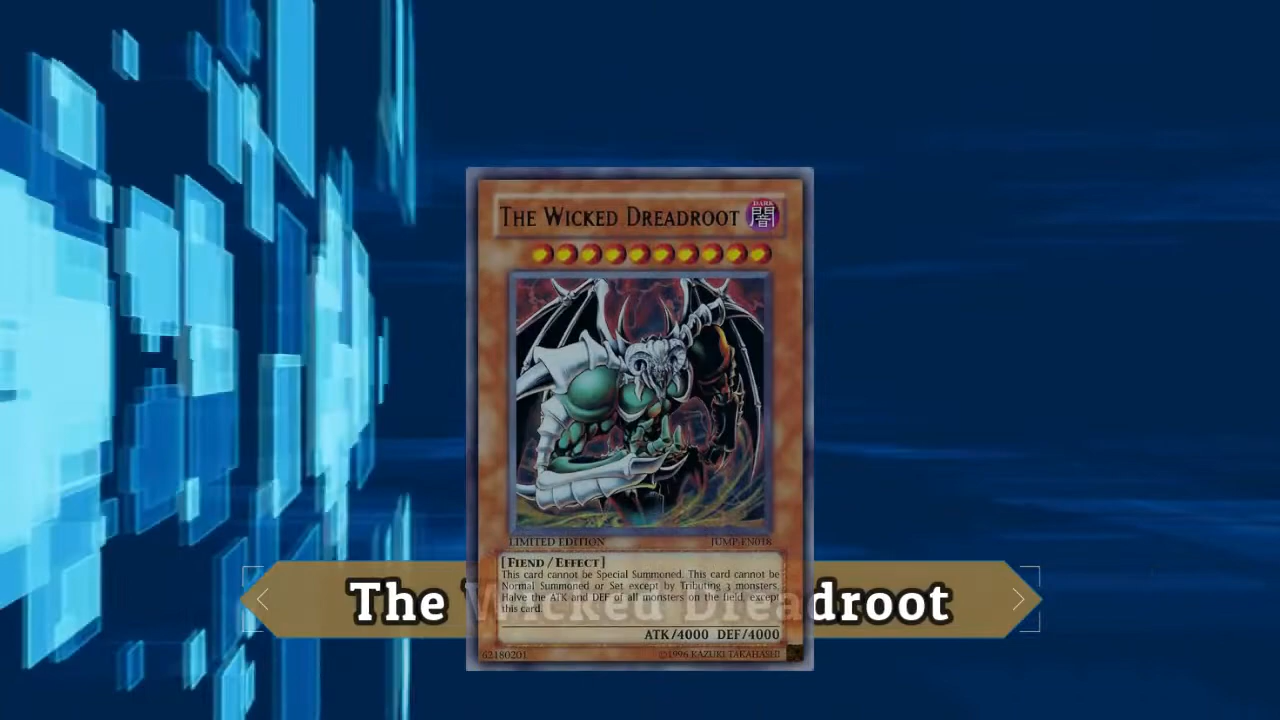 THE WICKED DREADROOT
DARK
闇
LIMITED EDITION
JUMP-EN018
[FIEND / EFFECT]
This card cannot be Special Summoned. This card cannot be
Normal Summoned or Set except by Tributing 3 monsters.
Halve the ATK and DEF of all monsters on the field, except
this card.
ATK/4000 DEF/4000
62180201
©1996 KAZUKI TAKAHASHI
The Wicked Dreadroot